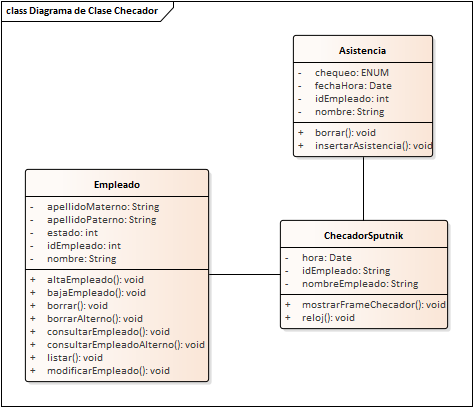 class Diagrama de Clase Checador
Asistencia
- chequeo: ENUM
- fechaHora: Date
- idEmpleado: int
- nombre: String
+ borrar(): void
+ insertarAsistencia(): void
Empleado
- apellidoMaterno: String
- apellidoPaterno: String
- estado: int
- idEmpleado: int
- nombre: String
+ altaEmpleado(): void
+ bajaEmpleado(): void
+ borrar(): void
+ borrarAlterno(): void
+ consultarEmpleado(): void
+ consultarEmpleadoAlterno(): void
+ listar(): void
+ modificarEmpleado(): void
ChecadorSputnik
- hora: Date
- idEmpleado: String
- nombreEmpleado: String
+ mostrarFrameChecador(): void
+ reloj(): void